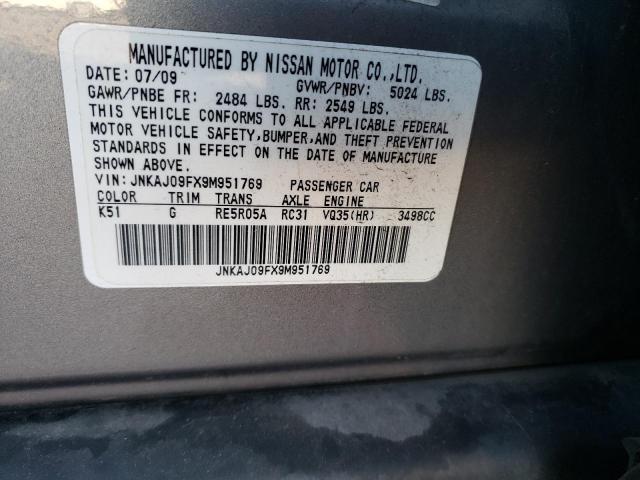 MANUFACTURED BY NISSAN MOTOR CO.,LTD.
DATE: 07/09 GVWR/PNBV: 5024 LBS.
GAWR/PNBE FR: 2484 LBS. RR: 2549 LBS.
THIS VEHICLE CONFORMS TO ALL APPLICABLE FEDERAL
MOTOR VEHICLE SAFETY,BUMPER,AND THEFT PREVENTION
STANDARDS IN EFFECT ON THE DATE OF MANUFACTURE
SHOWN ABOVE.
VIN: JNKAJ09FX9M951769 PASSENGER CAR
COLOR TRIM TRANS AXLE ENGINE
K51 G RE5R05A RC31 VQ35(HR) 3498CC
JNKAJ09FX9M951769